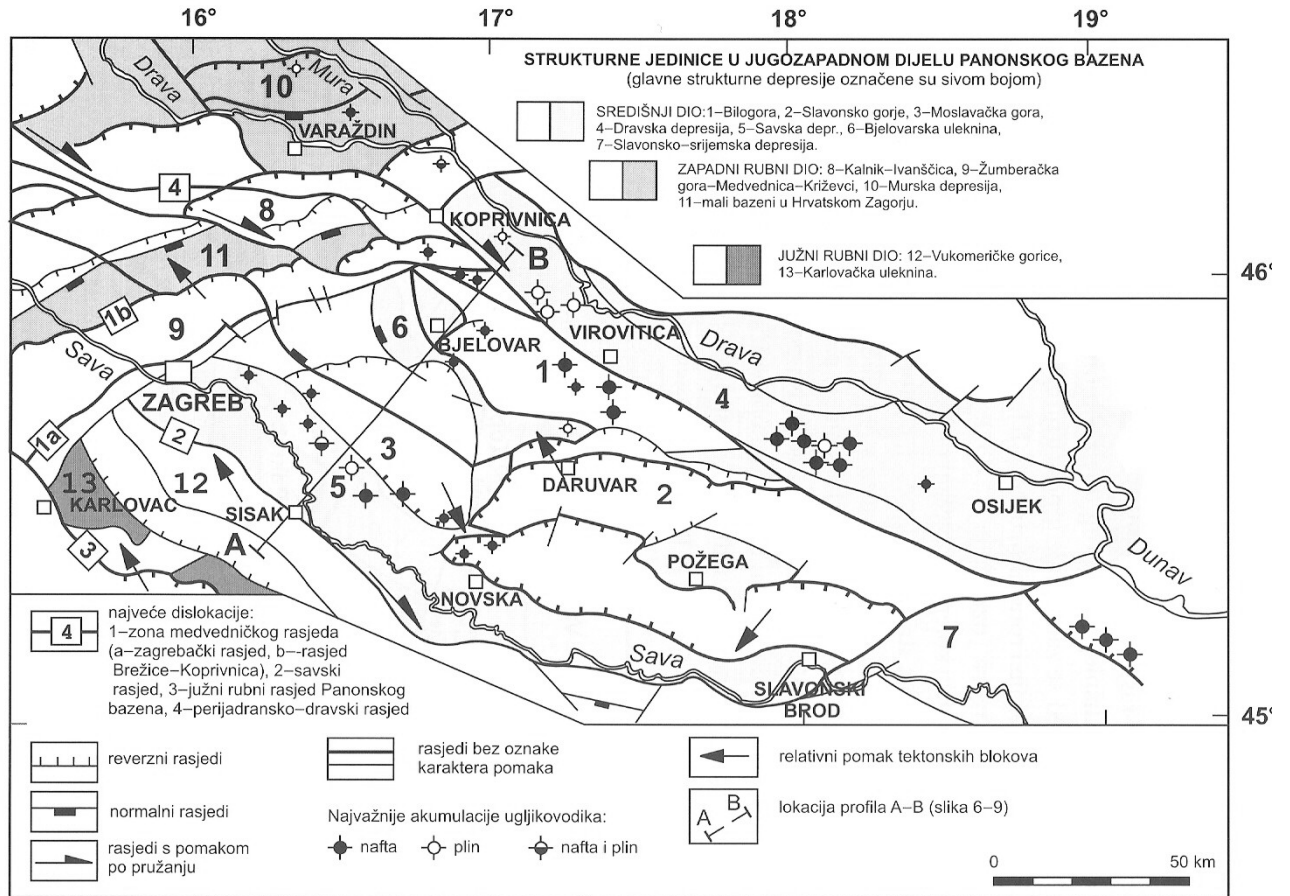 16°
17°
18°
19°
STRUKTURNE JEDINICE U JUGOZAPADNOM DIJELU PANONSKOG BAZENA
(glavne strukturne depresije označene su sivom bojom)
SREDIŠNJI DIO:1–Bilogora, 2–Slavonsko gorje, 3–Moslavačka gora,
4–Dravska depresija, 5–Savska depr., 6–Bjelovarska uleknina,
7–Slavonsko-srijemska depresija.
ZAPADNI RUBNI DIO: 8–Kalnik–Ivanščica, 9–Žumberačka
gora–Medvednica–Križevci, 10–Murska depresija,
11–mali bazeni u Hrvatskom Zagorju.
JUŽNI RUBNI DIO: 12–Vukomeričke gorice,
13–Karlovačka uleknina.
46°
45°
Drava
Mura
10
VARAŽDIN
4
8
KOPRIVNICA
11
B
1b
9
6
BJELOVAR
VIROVITICA
Drava
Sava
1
4
ZAGREB
1a
2
3
13
12
KARLOVAC
5
DARUVAR
2
OSIJEK
SISAK
A
3
POŽEGA
Dunav
NOVSKA
7
Sava
SLAVONSKI
BROD
4
najveće dislokacije:
1–zona medvedničkog rasjeda
(a–zagrebački rasjed, b–-rasjed
Brežice–Koprivnica), 2–savski
rasjed, 3–južni rubni rasjed Panonskog
bazena, 4–perijadransko–dravski rasjed
reverzni rasjedi
normalni rasjedi
rasjedi s pomakom
po pružanju
rasjedi bez oznake
karaktera pomaka
Najvažnije akumulacije ugljikovodika:
nafta
plin
nafta i plin
relativni pomak tektonskih blokova
A
B
lokacija profila A–B (slika 6–9)
0
50 km